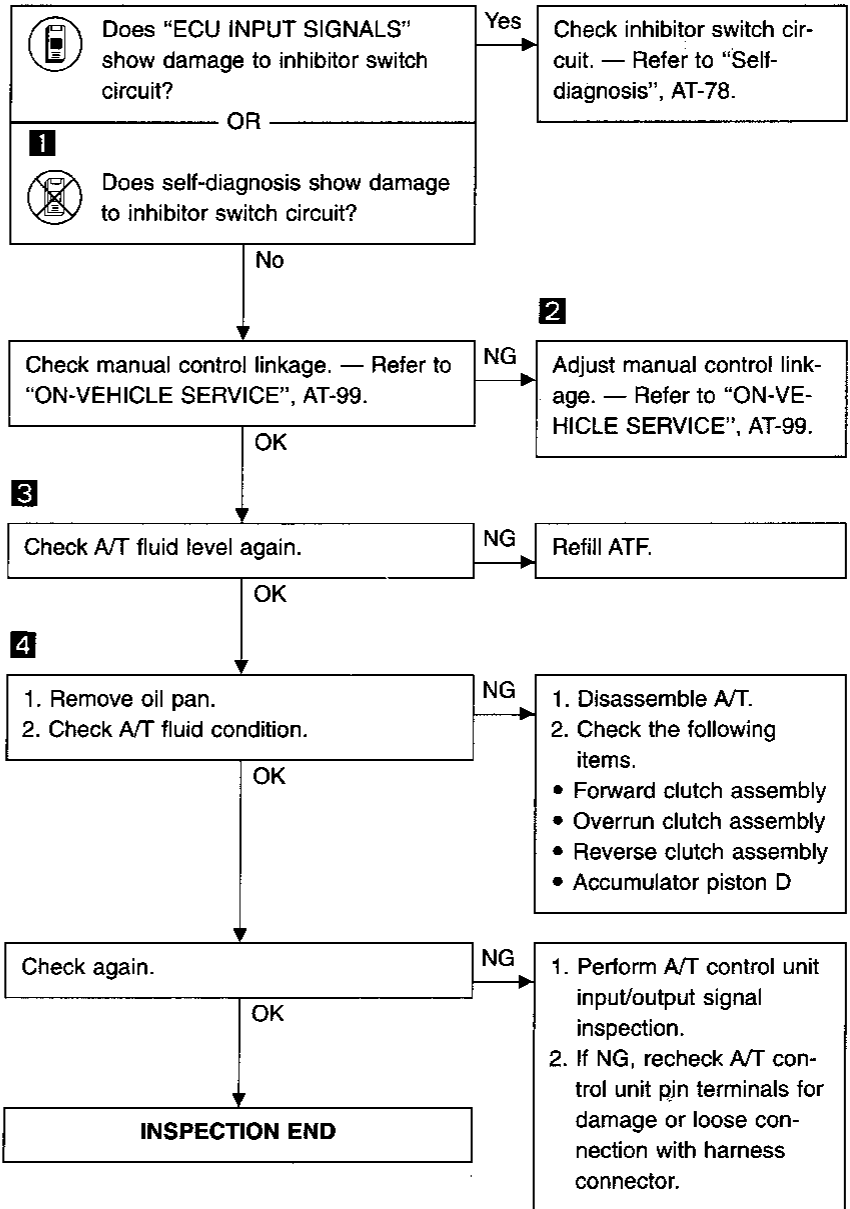 Does “ECU INPUT SIGNALS”
show damage to inhibitor switch
circuit?
Yes
Check inhibitor switch cir-
cuit. — Refer to “Self-
diagnosis”, AT-78.
OR
1
Does self-diagnosis show damage
to inhibitor switch circuit?
No
Check manual control linkage. — Refer to
“ON-VEHICLE SERVICE”, AT-99.
NG
2
Adjust manual control link-
age. — Refer to “ON-VE-
HICLE SERVICE”, AT-99.
OK
3
Check A/T fluid level again.
NG
Refill ATF.
OK
4
1. Remove oil pan.
2. Check A/T fluid condition.
NG
1. Disassemble A/T.
2. Check the following
items.
• Forward clutch assembly
• Overrun clutch assembly
• Reverse clutch assembly
• Accumulator piston D
OK
Check again.
NG
1. Perform A/T control unit
input/output signal
inspection.
2. If NG, recheck A/T con-
trol unit pin terminals for
damage or loose con-
nection with harness
connector.
OK
INSPECTION END